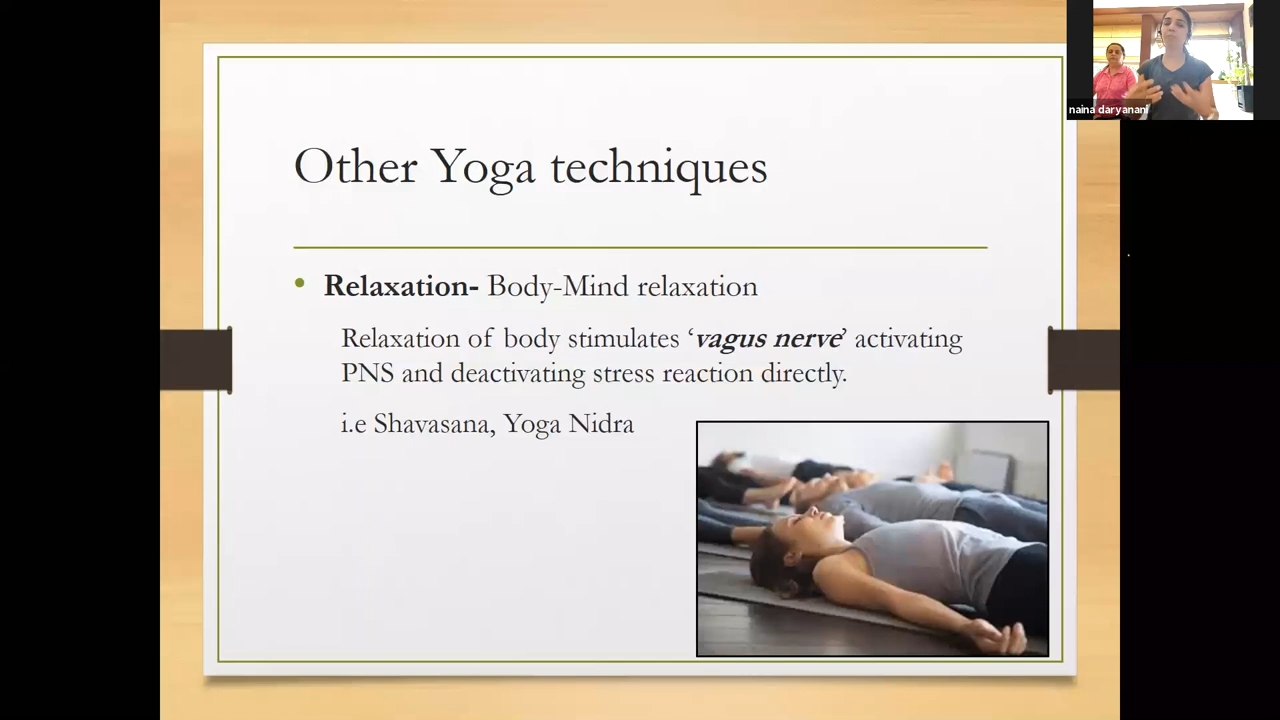 naina daryanani
Other Yoga techniques
Relaxation- Body-Mind relaxation
Relaxation of body stimulates ‘vagus nerve’ activating
PNS and deactivating stress reaction directly.
i.e Shavasana, Yoga Nidra